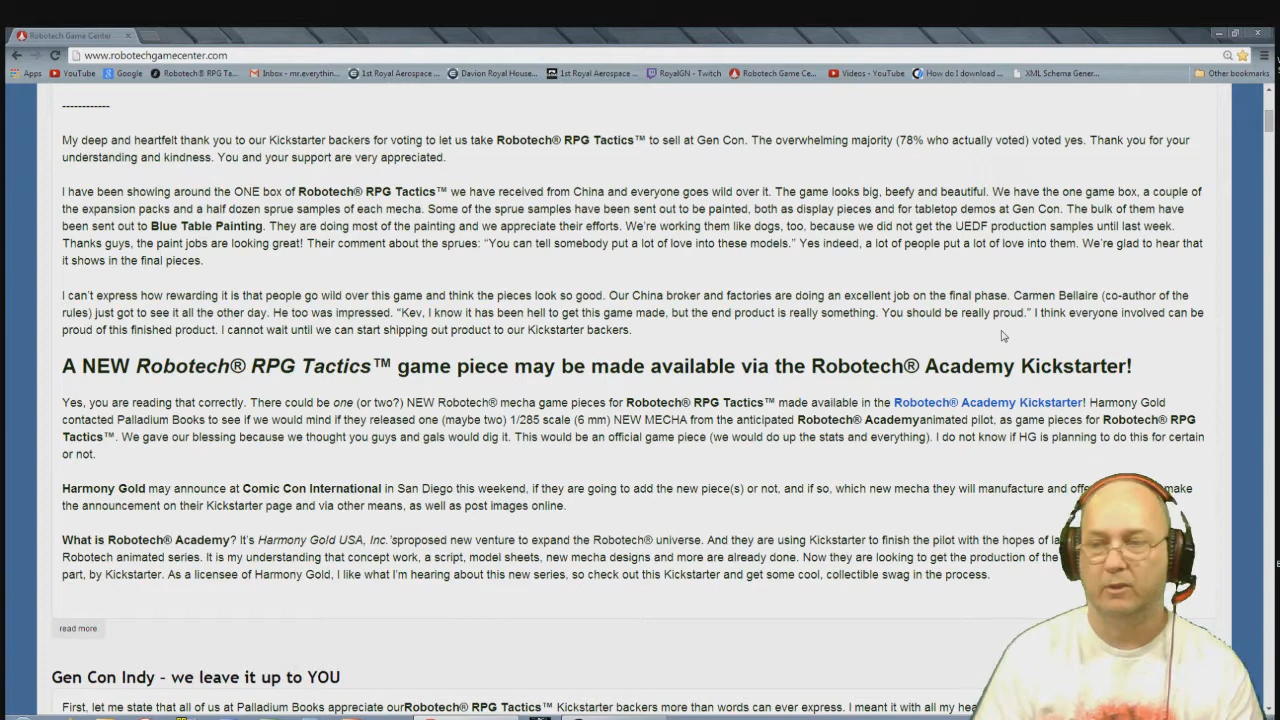 Robotech Game Center
www.robotechgamecenter.com
Apps YouTube Google Robotech® RPG Ta... Inbox - mr.everythin... 1st Royal Aerospace ... Davion Royal House... 1st Royal Aerospace ... RoyalGN - Twitch Robotech Game Ce... Videos - YouTube How do I download ... XML Schema Gener... Other bookmarks
------------
My deep and heartfelt thank you to our Kickstarter backers for voting to let us take Robotech® RPG Tactics™ to sell at Gen Con. The overwhelming majority (78% who actually voted) voted yes. Thank you for your
understanding and kindness. You and your support are very appreciated.
I have been showing around the ONE box of Robotech® RPG Tactics™ we have received from China and everyone goes wild over it. The game looks big, beefy and beautiful. We have the one game box, a couple of
the expansion packs and a half dozen sprue samples of each mecha. Some of the sprue samples have been sent out to be painted, both as display pieces and for tabletop demos at Gen Con. The bulk of them have
been sent out to Blue Table Painting. They are doing most of the painting and we appreciate their efforts. We're working them like dogs, too, because we did not get the UEDF production samples until last week.
Thanks guys, the paint jobs are looking great! Their comment about the sprues: “You can tell somebody put a lot of love into these models.” Yes indeed, a lot of people put a lot of love into them. We're glad to hear that
it shows in the final pieces.
I can't express how rewarding it is that people go wild over this game and think the pieces look so good. Our China broker and factories are doing an excellent job on the final phase. Carmen Bellaire (co-author of the
rules) just got to see it all the other day. He too was impressed. “Kev, I know it has been hell to get this game made, but the end product is really something. You should be really proud.” I think everyone involved can be
proud of this finished product. I cannot wait until we can start shipping out product to our Kickstarter backers.
A NEW Robotech® RPG Tactics™ game piece may be made available via the Robotech® Academy Kickstarter!
Yes, you are reading that correctly. There could be one (or two?) NEW Robotech® mecha game pieces for Robotech® RPG Tactics™ made available in the Robotech® Academy Kickstarter! Harmony Gold
contacted Palladium Books to see if we would mind if they released one (maybe two) 1/285 scale (6 mm) NEW MECHA from the anticipated Robotech® Academyanimated pilot, as game pieces for Robotech® RPG
Tactics™. We gave our blessing because we thought you guys and gals would dig it. This would be an official game piece (we would do up the stats and everything). I do not know if HG is planning to do this for certain
or not.
Harmony Gold may announce at Comic Con International in San Diego this weekend, if they are going to add the new piece(s) or not, and if so, which new mecha they will manufacture and make
the announcement on their Kickstarter page and via other means, as well as post images online.
What is Robotech® Academy? It's Harmony Gold USA, Inc.'sproposed new venture to expand the Robotech® universe. And they are using Kickstarter to finish the pilot with the hopes of
Robotech animated series. It is my understanding that concept work, a script, model sheets, new mecha designs and more are already done. Now they are looking to get the production of the
part, by Kickstarter. As a licensee of Harmony Gold, I like what I'm hearing about this new series, so check out this Kickstarter and get some cool, collectible swag in the process.
read more
Gen Con Indy – we leave it up to YOU
First, let me state that all of us at Palladium Books appreciate ourRobotech® RPG Tactics™ Kickstarter backers more than words can ever express. I meant it with all my